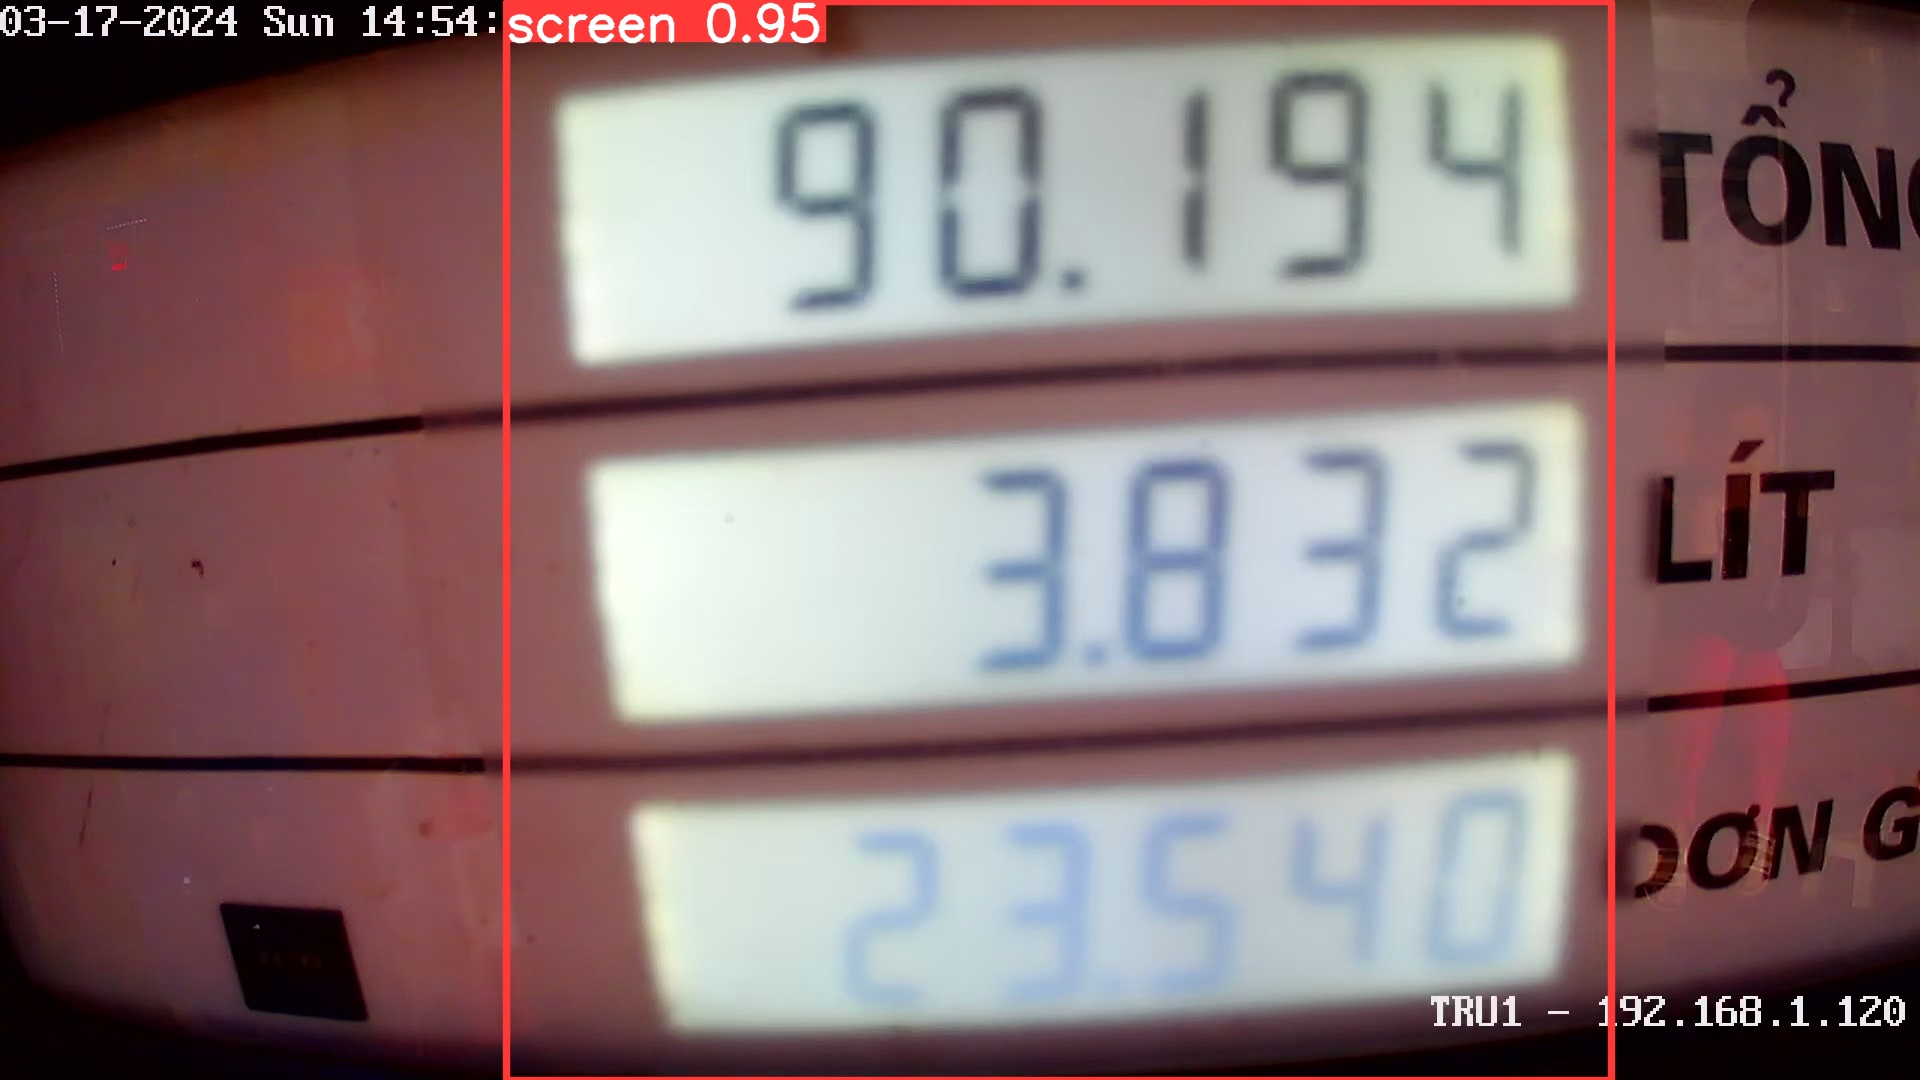 03-17-2024 Sun 14:54:
screen 0.95
90.194
TỔNG
3.832
LÍT
23.540
ĐƠN G
TRU1 - 192.168.1.120